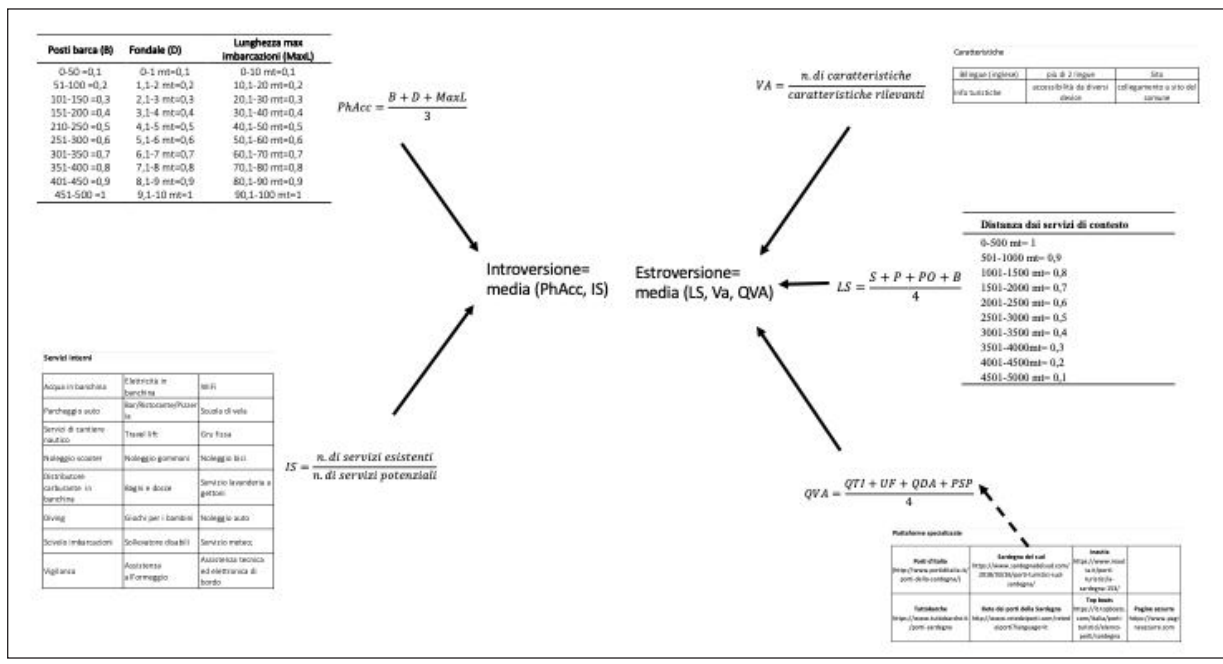 Posti barca (B) Fondale (D) Lunghezza max imbarcazioni (MaxL)
0-50 =0,1 0-1 mt=0,1 0-10 mt=0,1
51-100 =0,2 1,1-2 mt=0,2 10,1-20 mt=0,2
101-150 =0,3 2,1-3 mt=0,3 20,1-30 mt=0,3
151-200 =0,4 3,1-4 mt=0,4 30,1-40 mt=0,4
210-250 =0,5 4,1-5 mt=0,5 40,1-50 mt=0,5
251-300 =0,6 5,1-6 mt=0,6 50,1-60 mt=0,6
301-350 =0,7 6,1-7 mt=0,7 60,1-70 mt=0,7
351-400 =0,8 7,1-8 mt=0,8 70,1-80 mt=0,8
401-450 =0,9 8,1-9 mt=0,9 80,1-90 mt=0,9
451-500 =1 9,1-10 mt=1 90,1-100 mt=1
PhAcc = (B + D + MaxL) / 3
VA = n. di caratteristiche / caratteristiche rilevanti
Caratteristiche
Bilingue (inglese) più di 2 lingue Sito
Info turistiche accessibilità da diversi device collegamento a sito del comune
Introversione=
media (PhAcc, IS)
Estroversione=
media (LS, Va, QVA)
LS = (S + P + PO + B) / 4
Distanza dai servizi di contesto
0-500 mt= 1
501-1000 mt= 0,9
1001-1500 mt= 0,8
1501-2000 mt= 0,7
2001-2500 mt= 0,6
2501-3000 mt= 0,5
3001-3500 mt= 0,4
3501-4000mt= 0,3
4001-4500mt= 0,2
4501-5000 mt= 0,1
Servizi interni
Acqua in banchina Elettricità in banchina Wi Fi
Parcheggio auto Bar/Ristorante/Pizzeria Scuola di vela
Servizi di cantiere nautico Travel lift Gru fissa
Noleggio scooter Noleggio gommoni Noleggio bici
Distributore carburante in banchina Bagni e docce Servizio lavanderia a gettoni
Diving Giochi per i bambini Noleggio auto
Scivolo imbarcazioni Sollevatore disabili Servizio meteo;
Vigilanza Assistenza all'ormeggio Assistenza tecnica ed elettronica di bordo
IS = n. di servizi esistenti / n. di servizi potenziali
QVA = (QTI + UF + QDA + PSP) / 4
Piattaforme specializzate
Porti d'Italia
Sardegna del sud
Tuttobarche
Rete dei porti della Sardegna
Top boats
Pagine azzurre